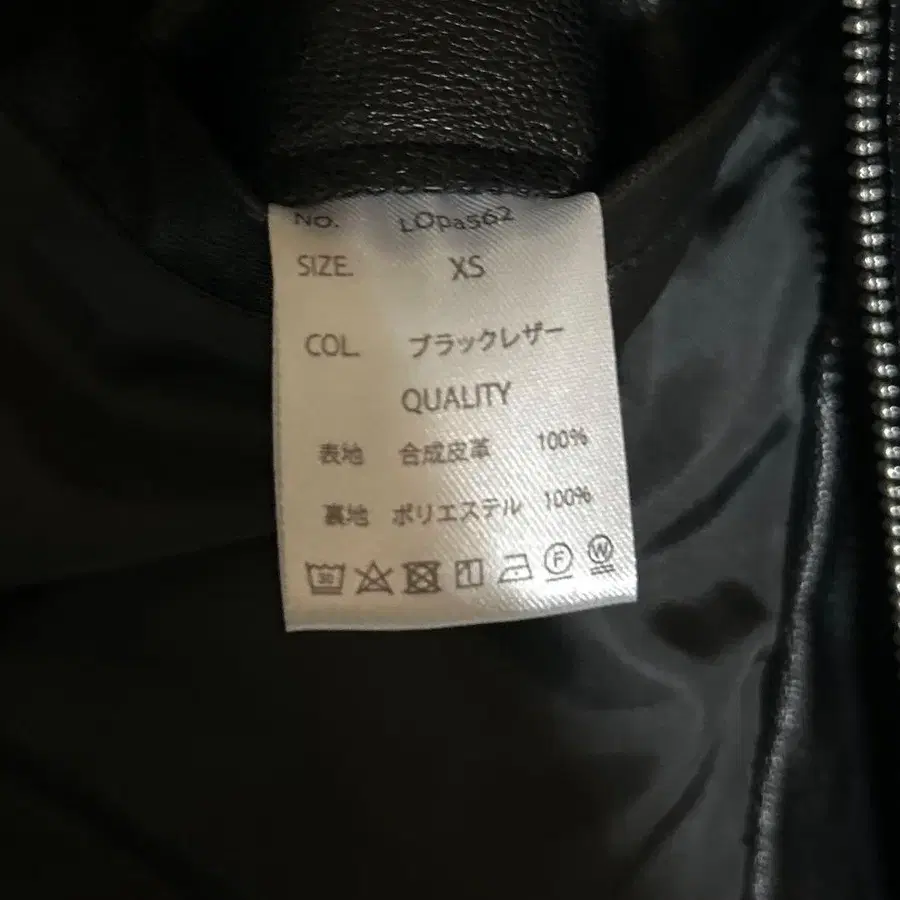 No. LOpa562
SIZE. XS
COL. ブラックレザー
QUALITY
表地 合成皮革 100%
裏地 ポリエステル 100%
30 F W